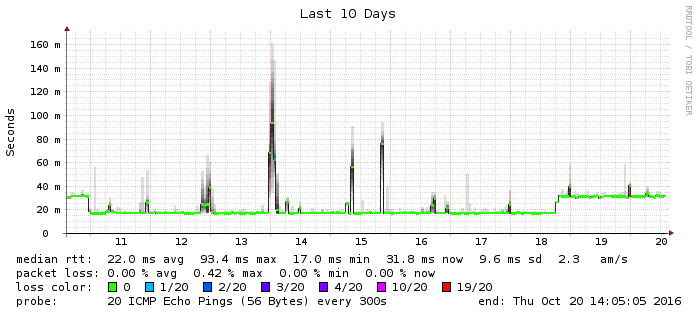 Last 10 Days
RRDTOOL / TOBI OETIKER
Seconds
160 m
140 m
120 m
100 m
80 m
60 m
40 m
20 m
0
11 12 13 14 15 16 17 18 19 20
median rtt: 22.0 ms avg 93.4 ms max 17.0 ms min 31.8 ms now 9.6 ms sd 2.3 am/s
packet loss: 0.00 % avg 0.42 % max 0.00 % min 0.00 % now
loss color: 0 1/20 2/20 3/20 4/20 10/20 19/20
probe: 20 ICMP Echo Pings (56 Bytes) every 300s end: Thu Oct 20 14:05:05 2016